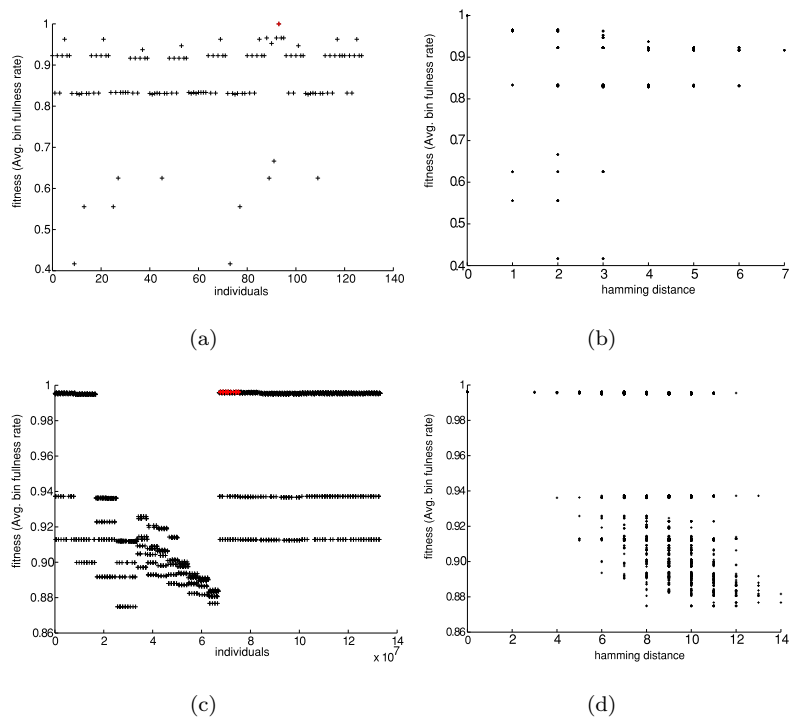 fitness (Avg. bin fullness rate)
1
0.9
0.8
0.7
0.6
0.5
0.4
0 20 40 60 80 100 120 140
individuals
(a)
fitness (Avg. bin fullness rate)
1
0.9
0.8
0.7
0.6
0.5
0.4
0 1 2 3 4 5 6 7
hamming distance
(b)
fitness (Avg. bin fullness rate)
1
0.98
0.96
0.94
0.92
0.90
0.88
0.86
0 2 4 6 8 10 12 14
individuals
x 10^7
(c)
fitness (Avg. bin fullness rate)
1
0.98
0.96
0.94
0.92
0.90
0.88
0.86
0 2 4 6 8 10 12 14
hamming distance
(d)